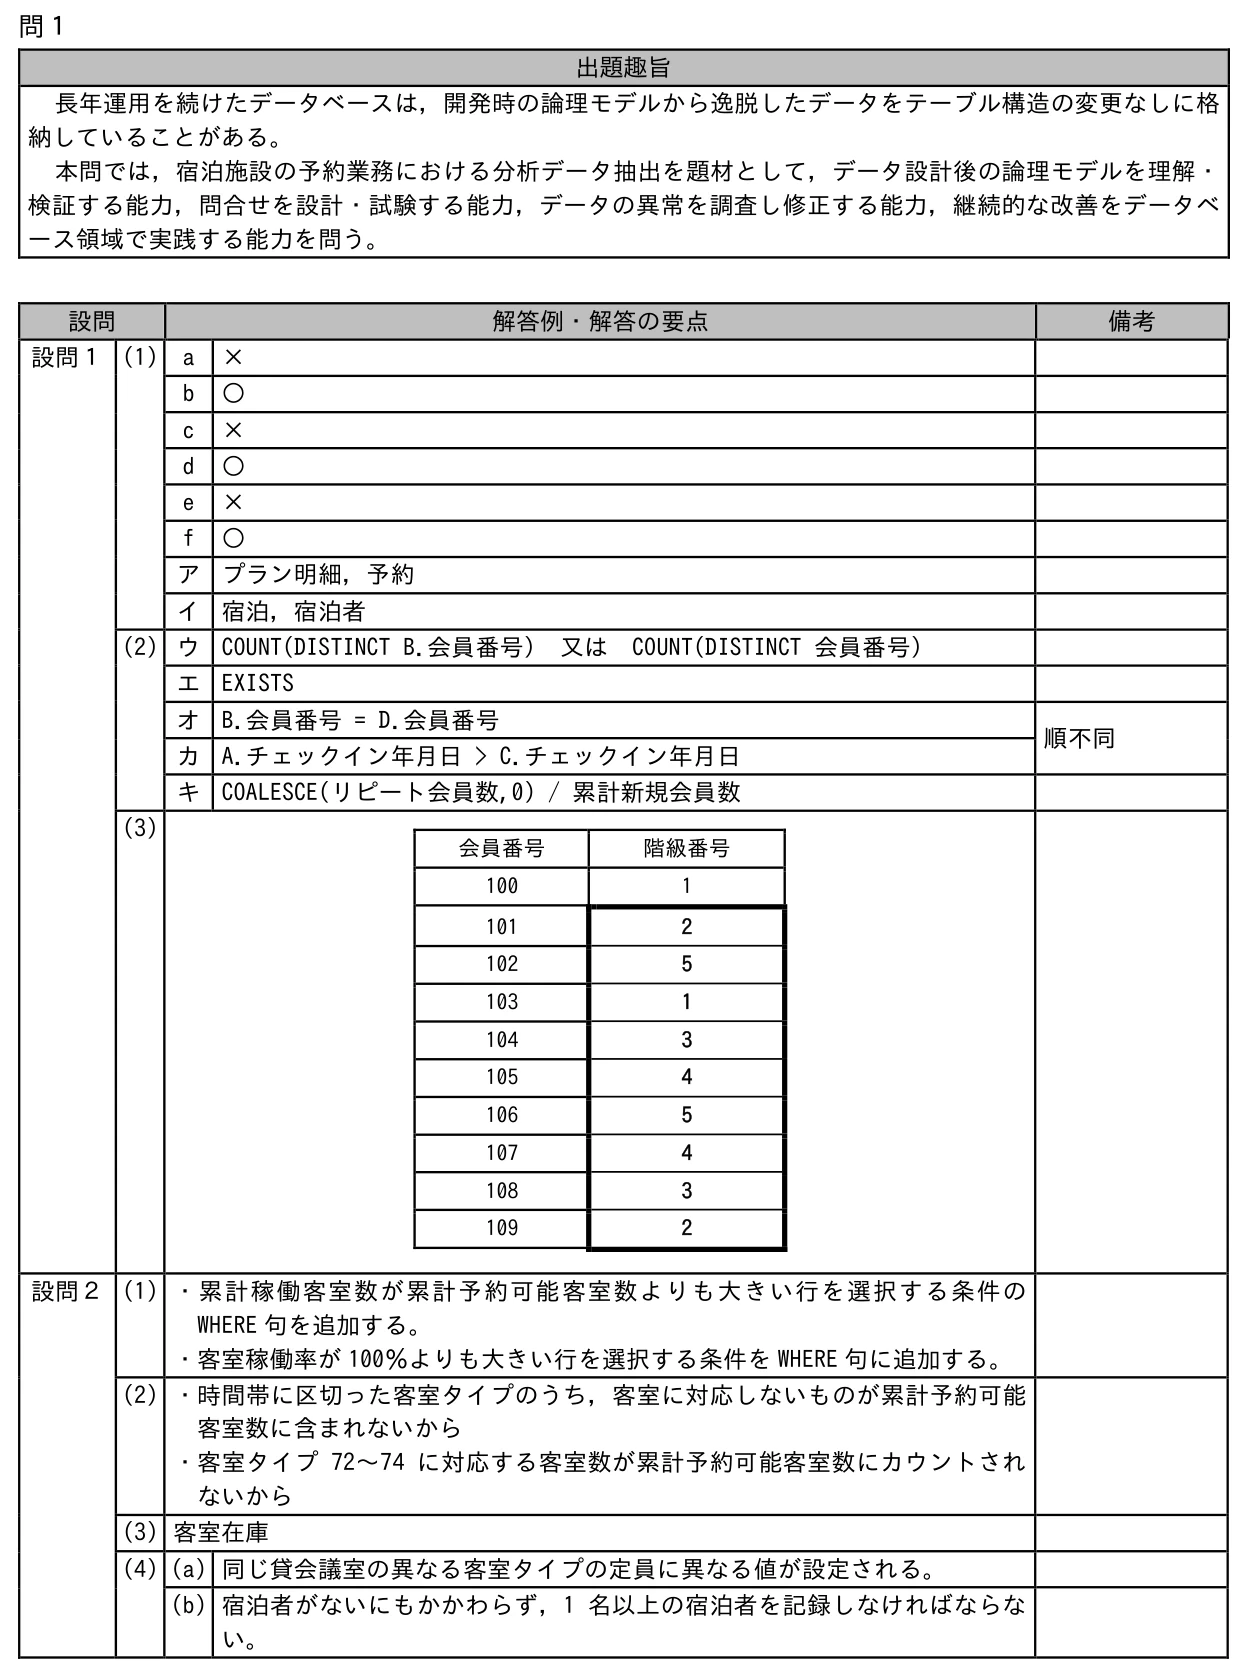 問1
出題趣旨
長年運用を続けたデータベースは，開発時の論理モデルから逸脱したデータをテーブル構造の変更なしに格
納していることがある。
本問では，宿泊施設の予約業務における分析データ抽出を題材として，データ設計後の論理モデルを理解・
検証する能力，問合せを設計・試験する能力，データの異常を調査し修正する能力，継続的な改善をデータベ
ース領域で実践する能力を問う。
設問 解答例・解答の要点 備考
設問1 (1) a ×
b ○
c ×
d ○
e ×
f ○
ア プラン明細，予約
イ 宿泊，宿泊者
(2) ウ COUNT(DISTINCT B.会員番号) 又は COUNT(DISTINCT 会員番号)
エ EXISTS
オ B.会員番号 = D.会員番号
順不同
カ A.チェックイン年月日 > C.チェックイン年月日
キ COALESCE(リピート会員数,0) / 累計新規会員数
(3)
会員番号 階級番号
100 1
101 2
102 5
103 1
104 3
105 4
106 5
107 4
108 3
109 2
設問2 (1) ・累計稼働客室数が累計予約可能客室数よりも大きい行を選択する条件の
WHERE 句を追加する。
・客室稼働率が 100%よりも大きい行を選択する条件を WHERE 句に追加する。
(2) ・時間帯に区切った客室タイプのうち，客室に対応しないものが累計予約可能
客室数に含まれないから
・客室タイプ 72～74 に対応する客室数が累計予約可能客室数にカウントされ
ないから
(3) 客室在庫
(4) (a) 同じ貸会議室の異なる客室タイプの定員に異なる値が設定される。
(b) 宿泊者がないにもかかわらず，1 名以上の宿泊者を記録しなければならな
い。